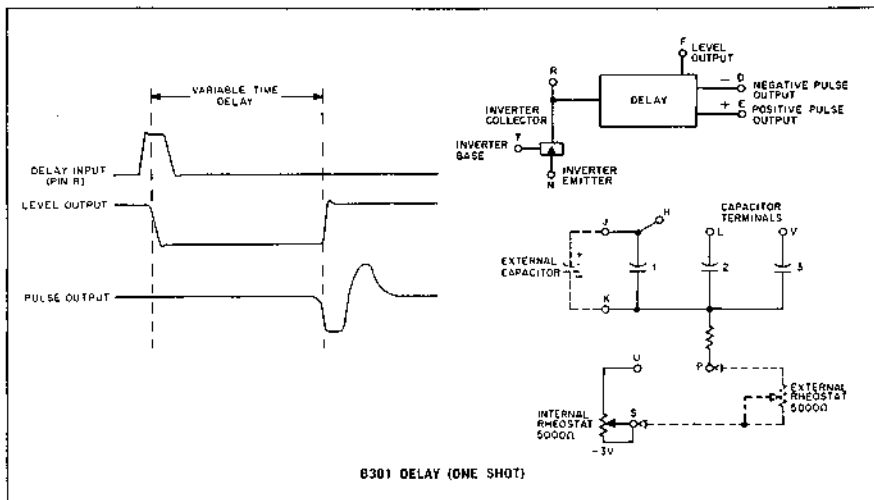 VARIABLE TIME
DELAY
DELAY INPUT
(PIN R)
LEVEL OUTPUT
PULSE OUTPUT
F
LEVEL
OUTPUT
R
DELAY
− D
NEGATIVE PULSE
OUTPUT
+ E
POSITIVE PULSE
OUTPUT
INVERTER
COLLECTOR
INVERTER
BASE
T
N
INVERTER
EMITTER
CAPACITOR
TERMINALS
J
H
L
V
EXTERNAL
CAPACITOR
+
1
2
3
K
U
P
EXTERNAL
RHEOSTAT
5000Ω
INTERNAL
RHEOSTAT
5000Ω
S
−3V
B301 DELAY (ONE SHOT)